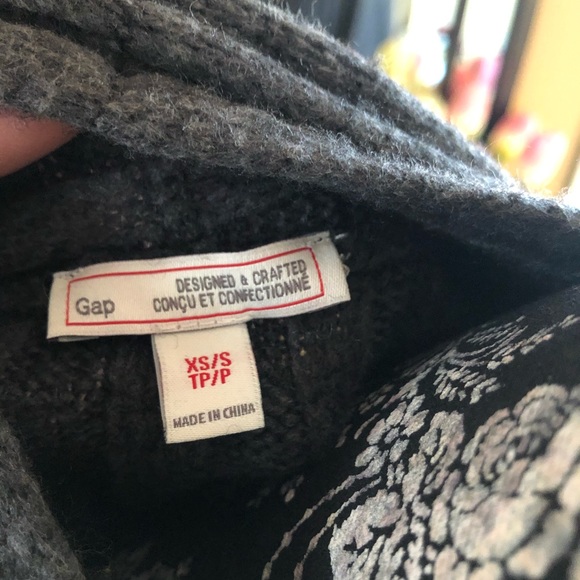 Gap
DESIGNED & CRAFTED
CONÇU ET CONFECTIONNÉ
XS/S
TP/P
MADE IN CHINA